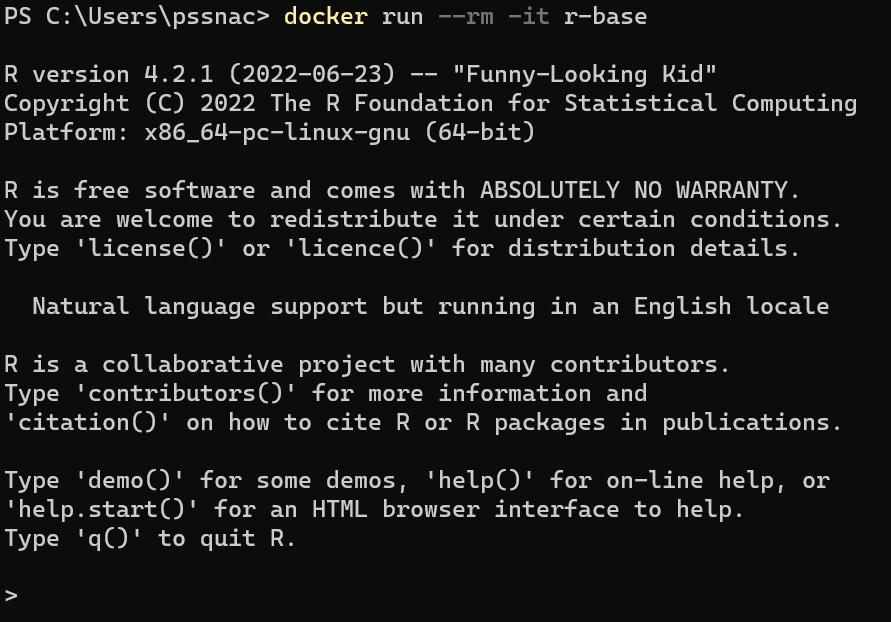 PS C:\Users\pssnac> docker run --rm -it r-base
R version 4.2.1 (2022-06-23) -- "Funny-Looking Kid"
Copyright (C) 2022 The R Foundation for Statistical Computing
Platform: x86_64-pc-linux-gnu (64-bit)
R is free software and comes with ABSOLUTELY NO WARRANTY.
You are welcome to redistribute it under certain conditions.
Type 'license()' or 'licence()' for distribution details.
Natural language support but running in an English locale
R is a collaborative project with many contributors.
Type 'contributors()' for more information and
'citation()' on how to cite R or R packages in publications.
Type 'demo()' for some demos, 'help()' for on-line help, or
'help.start()' for an HTML browser interface to help.
Type 'q()' to quit R.
>